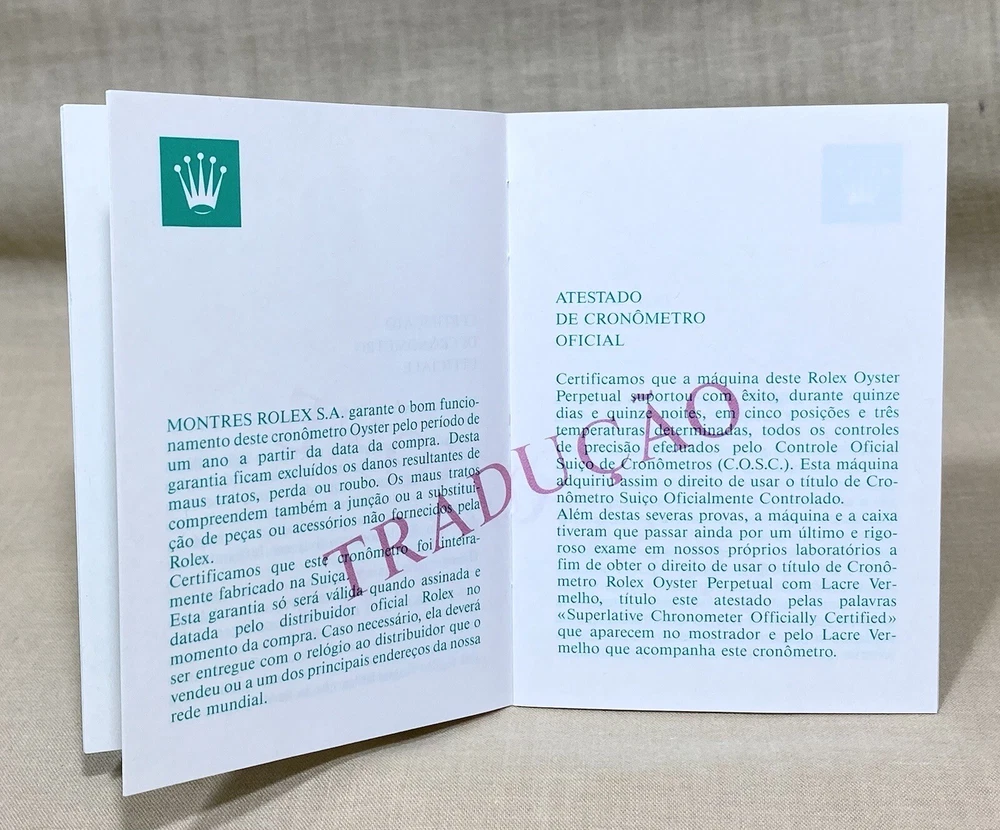 MONTRES ROLEX S.A. garante o bom funcio-
namento deste cronômetro Oyster pelo período de
um ano a partir da data da compra. Desta
garantia ficam excluídos os danos resultantes de
maus tratos, perda ou roubo. Os maus tratos
compreendem também a junção ou a substitui-
ção de peças ou acessórios não fornecidos pela
Rolex.
Certificamos que este cronômetro foi inteira-
mente fabricado na Suiça.
Esta garantia só será válida quando assinada e
datada pelo distribuidor oficial Rolex no
momento da compra. Caso necessário, ela deverá
ser entregue com o relógio ao distribuidor que o
vendeu ou a um dos principais endereços da nossa
rede mundial.
TRADUÇÃO
ATESTADO
DE CRONÔMETRO
OFICIAL
Certificamos que a máquina deste Rolex Oyster
Perpetual suportou com êxito, durante quinze
dias e quinze noites, em cinco posições e três
temperaturas determinadas, todos os controles
de precisão efetuados pelo Controle Oficial
Suiço de Cronômetros (C.O.S.C.). Esta máquina
adquiriu assim o direito de usar o título de Cro-
nômetro Suiço Oficialmente Controlado.
Além destas severas provas, a máquina e a caixa
tiveram que passar ainda por um último e rigo-
roso exame em nossos próprios laboratórios a
fim de obter o direito de usar o título de Cronô-
metro Rolex Oyster Perpetual com Lacre Ver-
melho, título este atestado pelas palavras
«Superlative Chronometer Officially Certified»
que aparecem no mostrador e pelo Lacre Ver-
melho que acompanha este cronômetro.